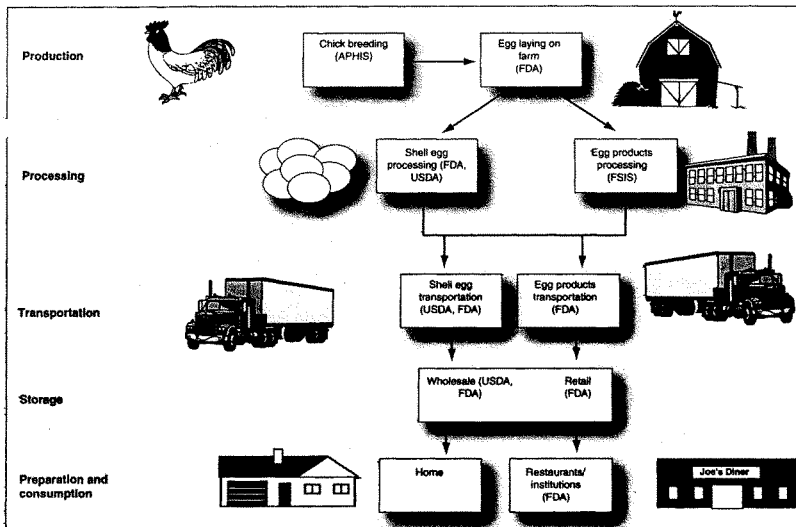 Production
Chick breeding
(APHIS)
Egg laying on
farm
(FDA)
Processing
Shell egg
processing (FDA,
USDA)
Egg products
processing
(FSIS)
Transportation
Shell egg
transportation
(USDA, FDA)
Egg products
transportation
(FDA)
Storage
Wholesale (USDA,
FDA)
Retail
(FDA)
Preparation and
consumption
Home
Restaurants/
institutions
(FDA)
Joe's Diner